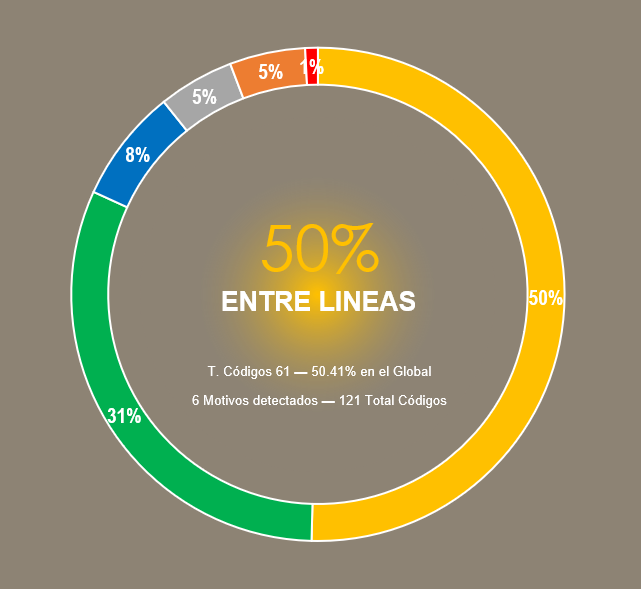 1%
5%
5%
8%
50%
ENTRE LINEAS
50%
T. Códigos 61 — 50.41% en el Global
6 Motivos detectados — 121 Total Códigos
31%